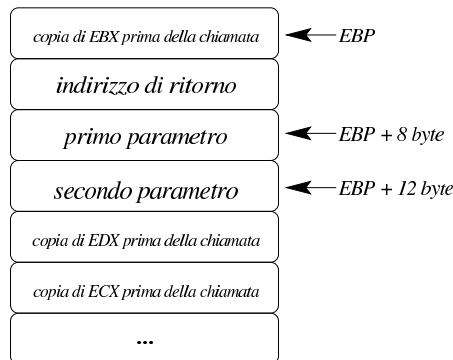 copia di EBX prima della chiamata
EBP
indirizzo di ritorno
primo parametro
EBP + 8 byte
secondo parametro
EBP + 12 byte
copia di EDX prima della chiamata
copia di ECX prima della chiamata
...